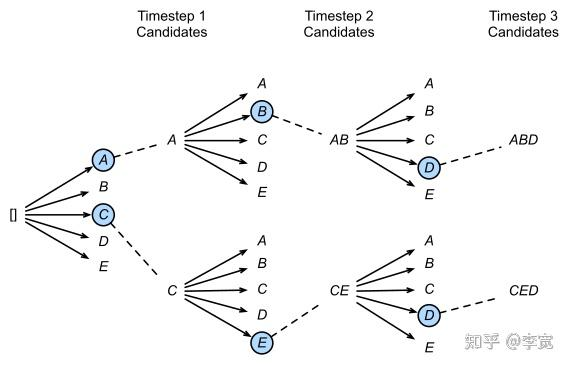 Timestep 1
Candidates
Timestep 2
Candidates
Timestep 3
Candidates
[]
A
B
C
D
E
A
A
B
C
D
E
AB
A
B
C
D
E
ABD
C
A
B
C
D
E
CE
A
B
C
D
E
CED
知乎 @李宽